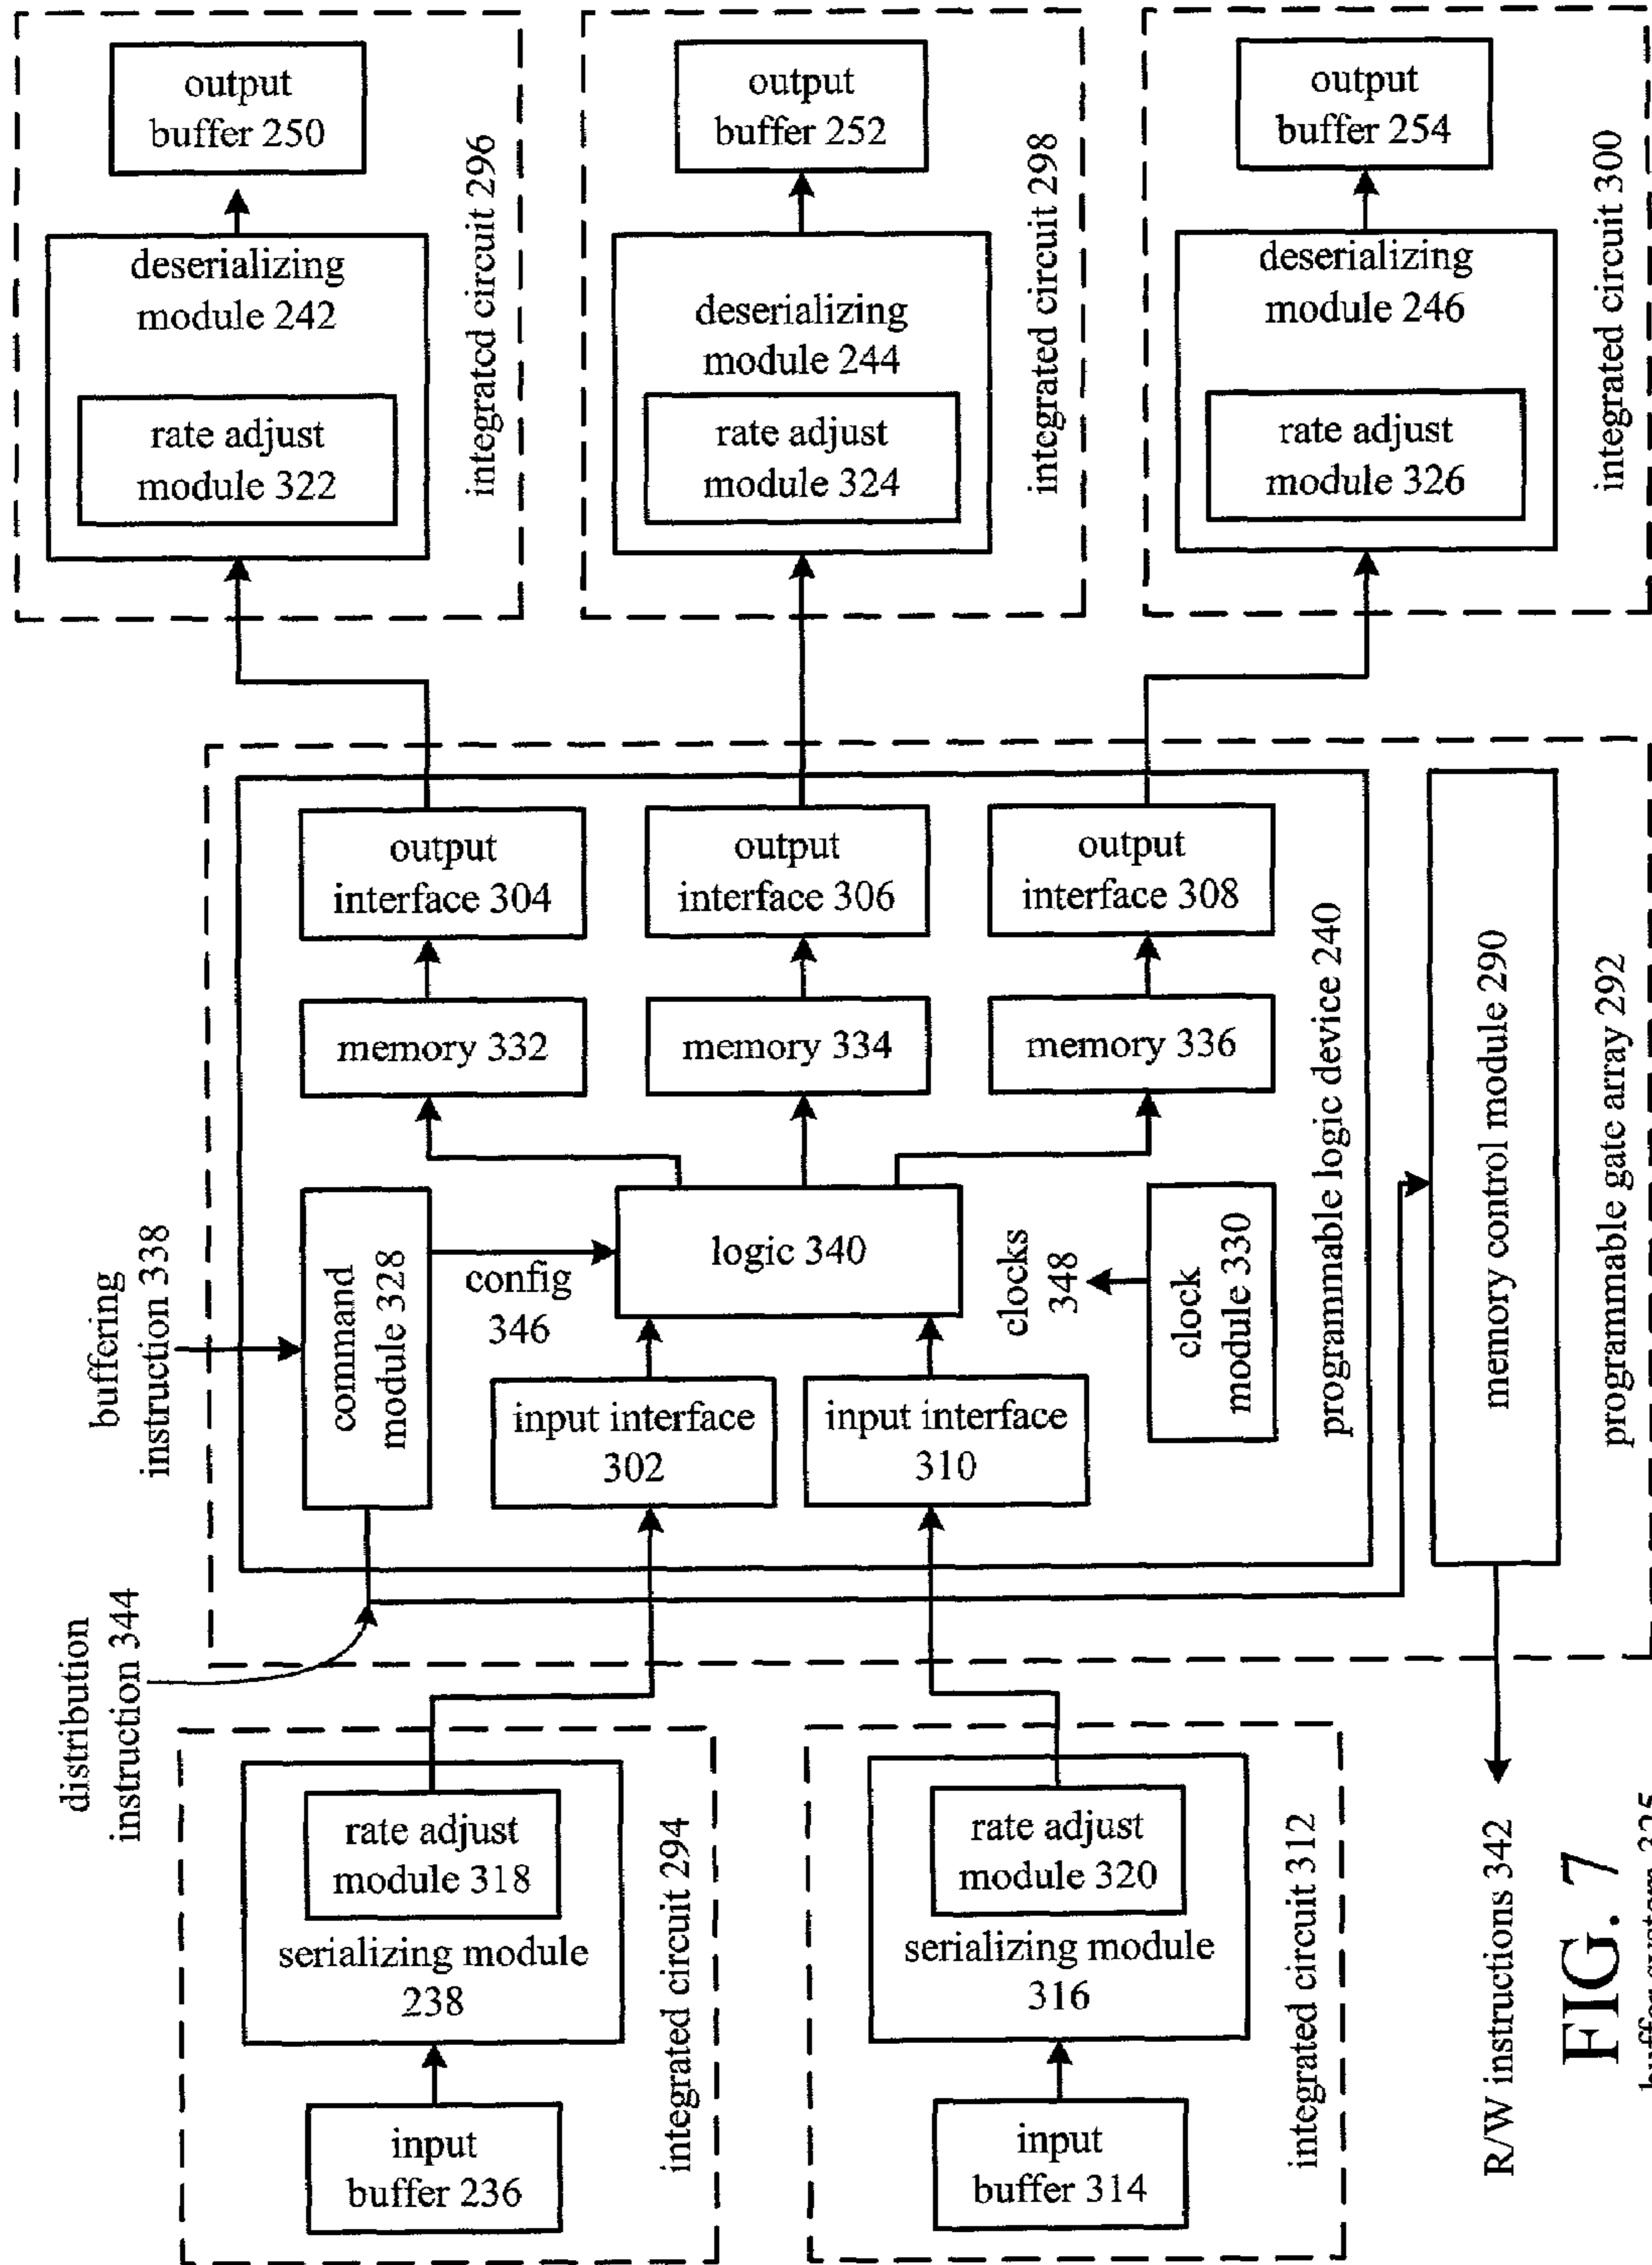 output
buffer 250
deserializing
module 242
rate adjust
module 322
integrated circuit 296
output
buffer 252
deserializing
module 244
rate adjust
module 324
integrated circuit 298
output
buffer 254
deserializing
module 246
rate adjust
module 326
integrated circuit 300
output
interface 304
output
interface 306
output
interface 308
memory 332
memory 334
memory 336
buffering
instruction 338
command
module 328
config
346
logic 340
clocks
348
clock
module 330
input interface
302
input interface
310
programmable logic device 240
memory control module 290
programmable gate array 292
distribution
instruction 344
rate adjust
module 318
serializing module
238
input
buffer 236
integrated circuit 294
rate adjust
module 320
serializing module
316
input
buffer 314
integrated circuit 312
R/W instructions 342
FIG. 7
buffer system 325